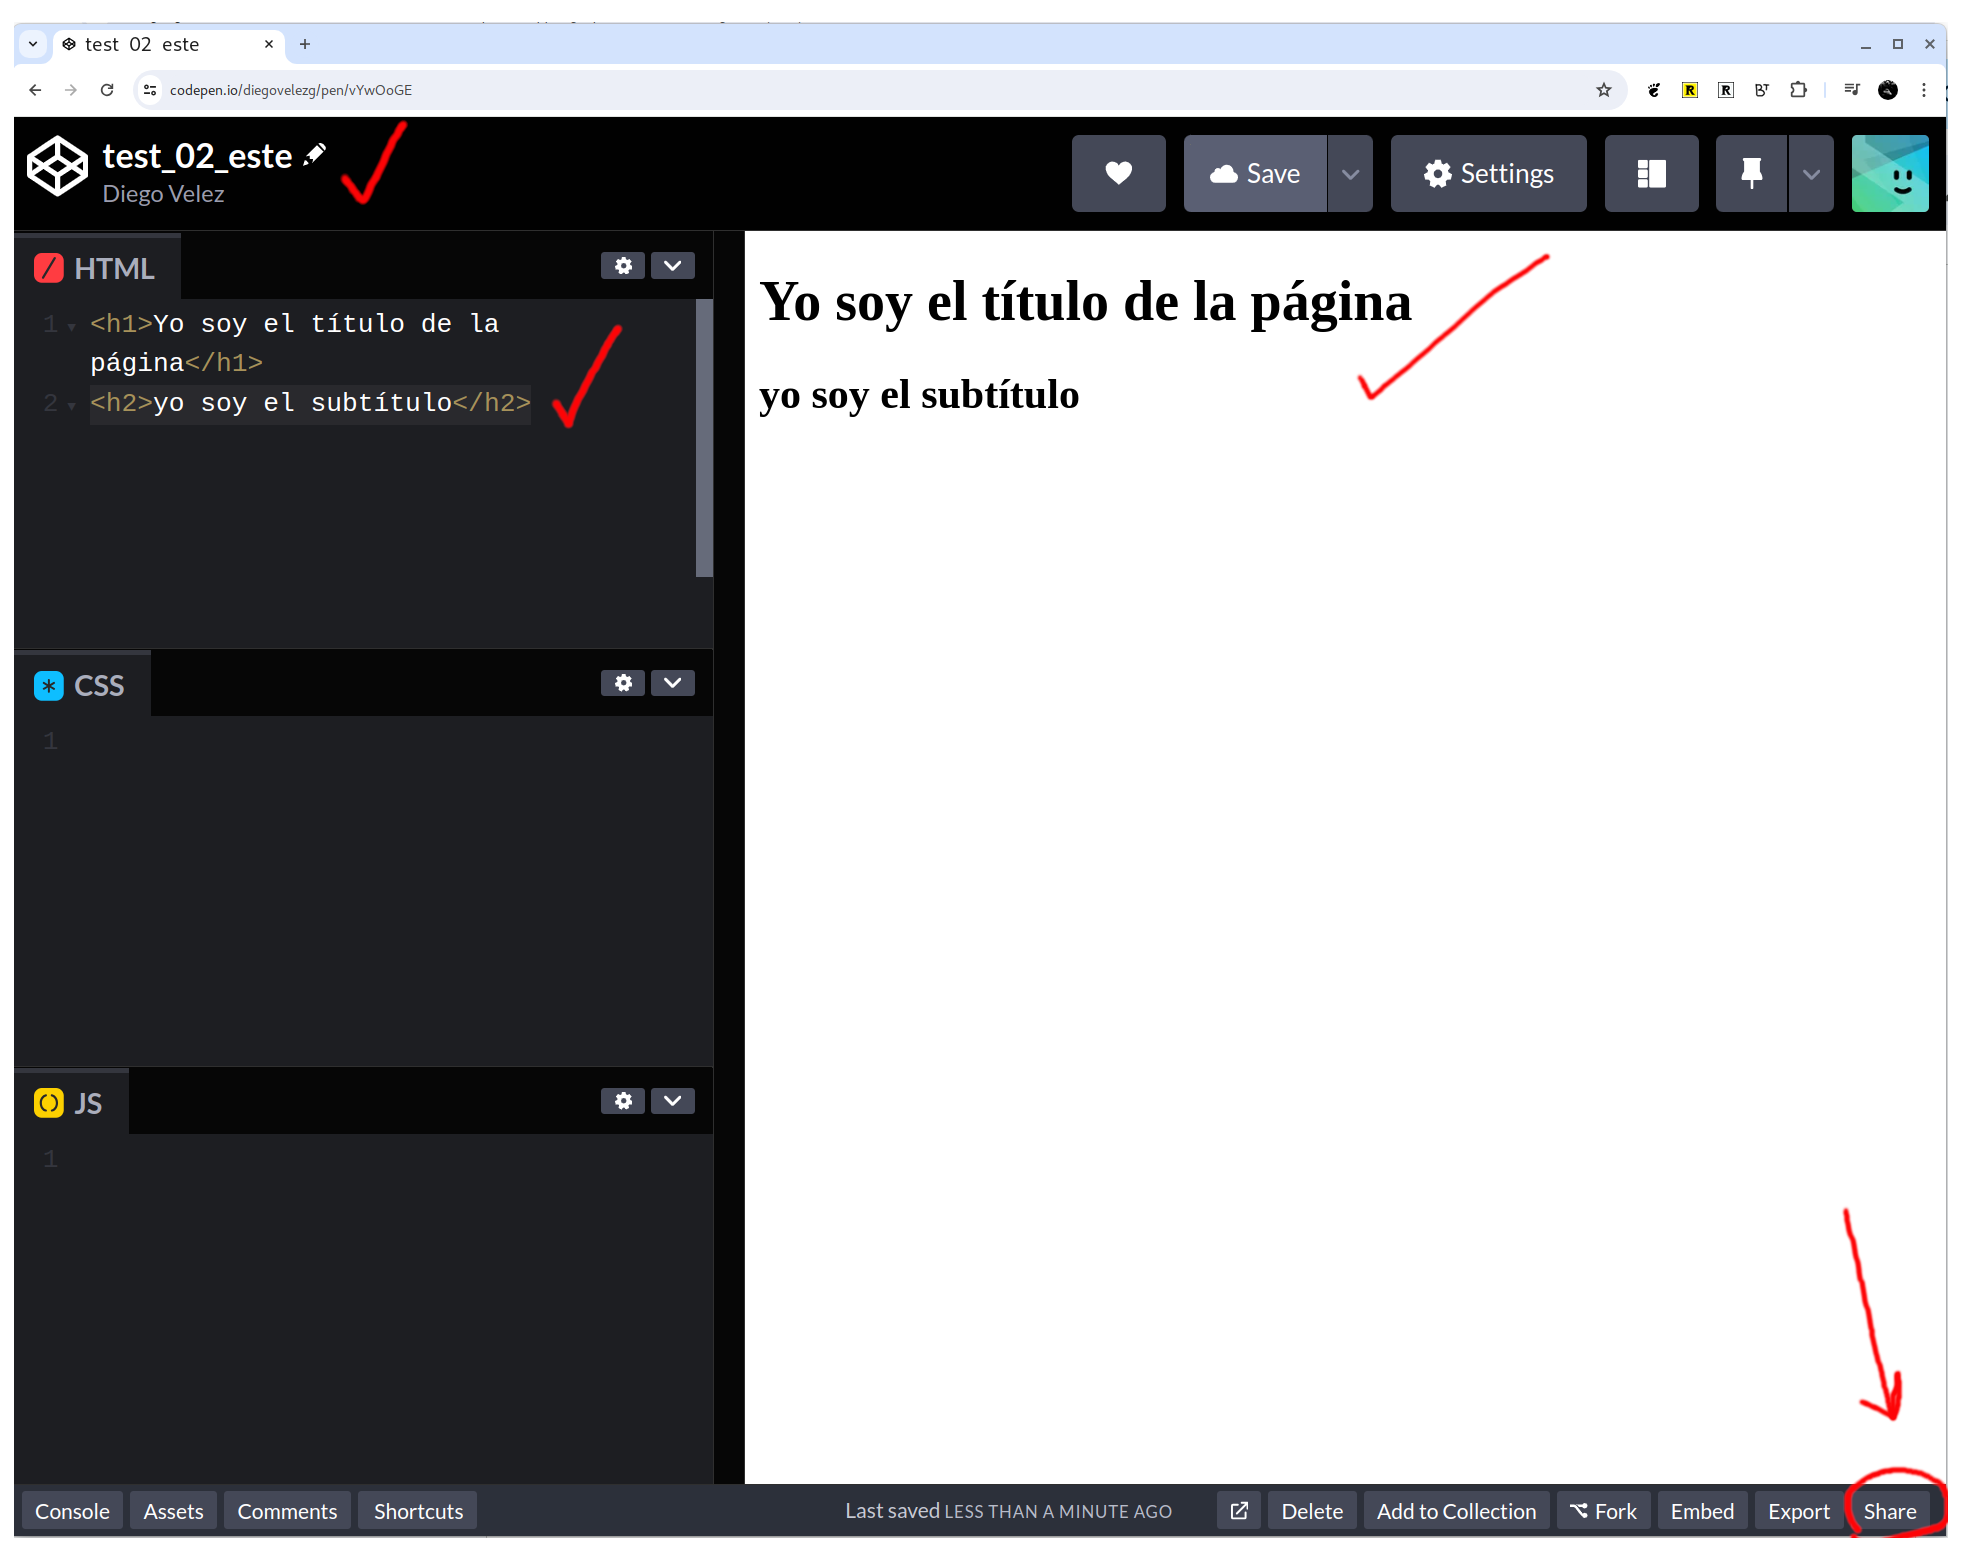 test 02 este
codepen.io/diegovelezg/pen/vYwOoGE
test_02_este
Diego Velez
Save
Settings
HTML
1 <h1>Yo soy el título de la
página</h1>
2 <h2>yo soy el subtítulo</h2>
Yo soy el título de la página
yo soy el subtítulo
CSS
1
JS
1
Console Assets Comments Shortcuts Last saved LESS THAN A MINUTE AGO Delete Add to Collection Fork Embed Export Share